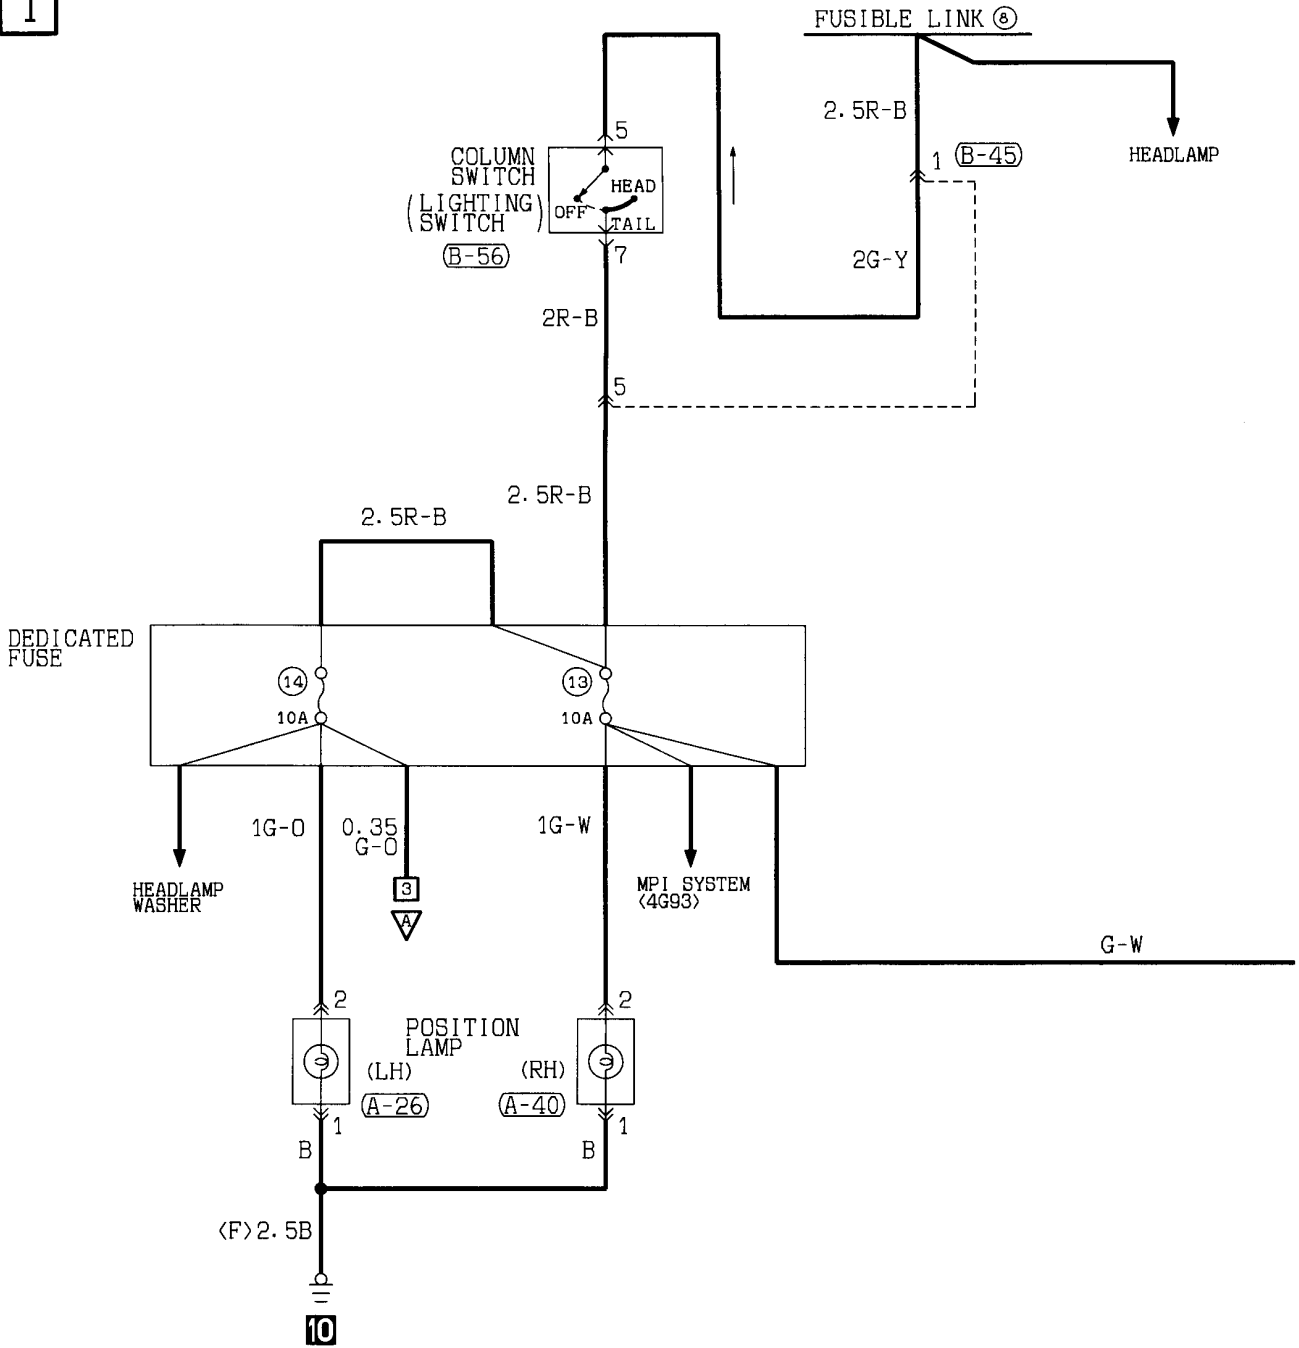 1
FUSIBLE LINK ⑧
2.5R-B
HEADLAMP
1 (B-45)
5
COLUMN
SWITCH
(LIGHTING
SWITCH)
HEAD
OFF
TAIL
(B-56)
7
2G-Y
2R-B
5
2.5R-B
2.5R-B
DEDICATED
FUSE
⑭
10A
⑬
10A
1G-O
0.35
G-O
1G-W
HEADLAMP
WASHER
3
A
MPI SYSTEM
<4G93>
G-W
2
2
POSITION
LAMP
(LH)
(RH)
(A-26)
(A-40)
1
1
B
B
<F>2.5B
10